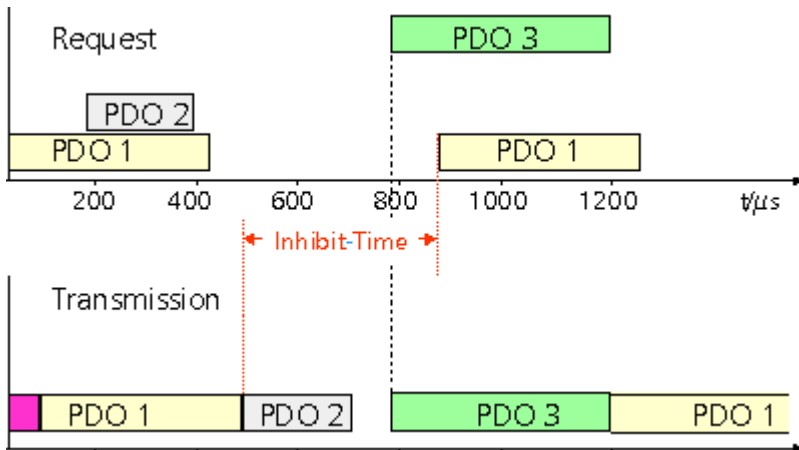 Request
PDO 3
PDO 2
PDO 1
PDO 1
200 400 600 800 1000 1200 t/μs
Inhibit-Time
Transmission
PDO 1 PDO 2 PDO 3 PDO 1